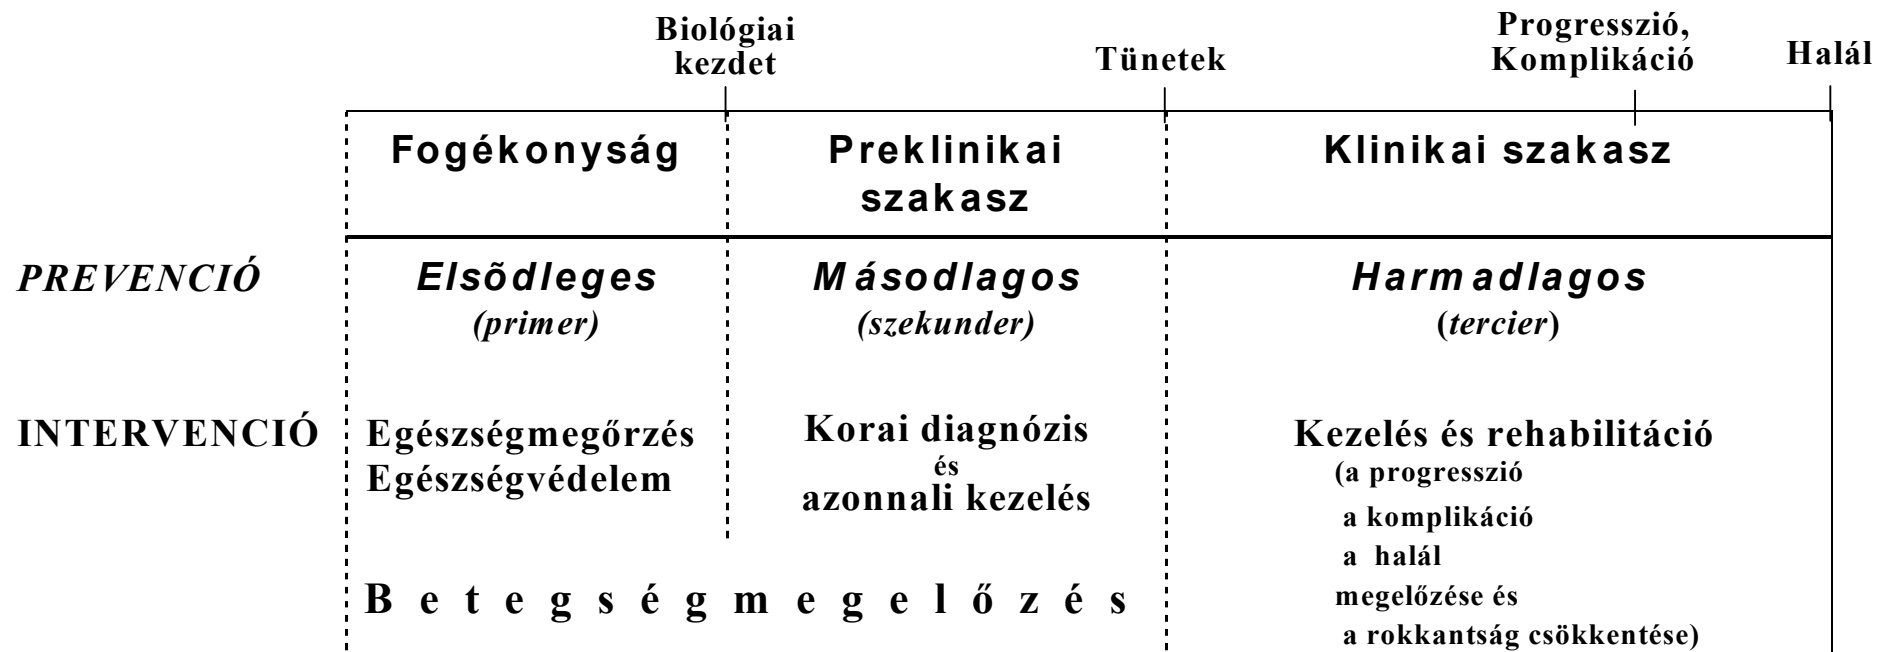 Biológiai
kezdet
Tünetek
Progresszió,
Komplikáció
Halál
Fogékonyság
Preklinikai
szakasz
Klinikai szakasz
PREVENCIÓ
Elsõdleges
(primer)
Másodlagos
(szekunder)
Harmadlagos
(tercier)
INTERVENCIÓ
Egészségmegőrzés
Egészségvédelem
Korai diagnózis
és
azonnali kezelés
Kezelés és rehabilitáció
(a progresszió
a komplikáció
a halál
megelőzése és
a rokkantság csökkentése)
Betegségmegelőzés